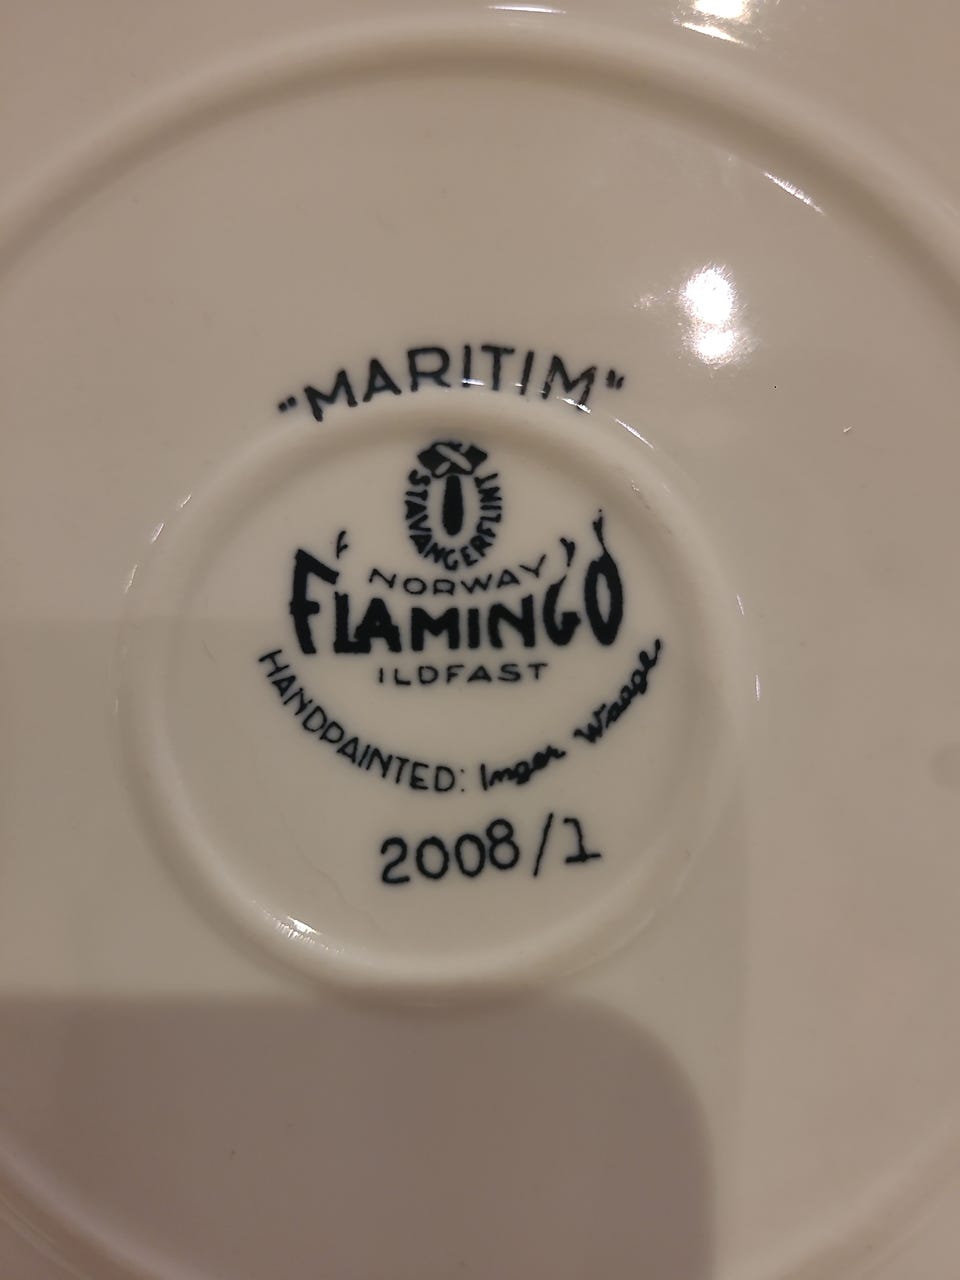 "MARITIM"
STAVANGERFLINT
NORWAY
FLAMINGO
ILDFAST
HANDPAINTED: Inger Waage
2008/1